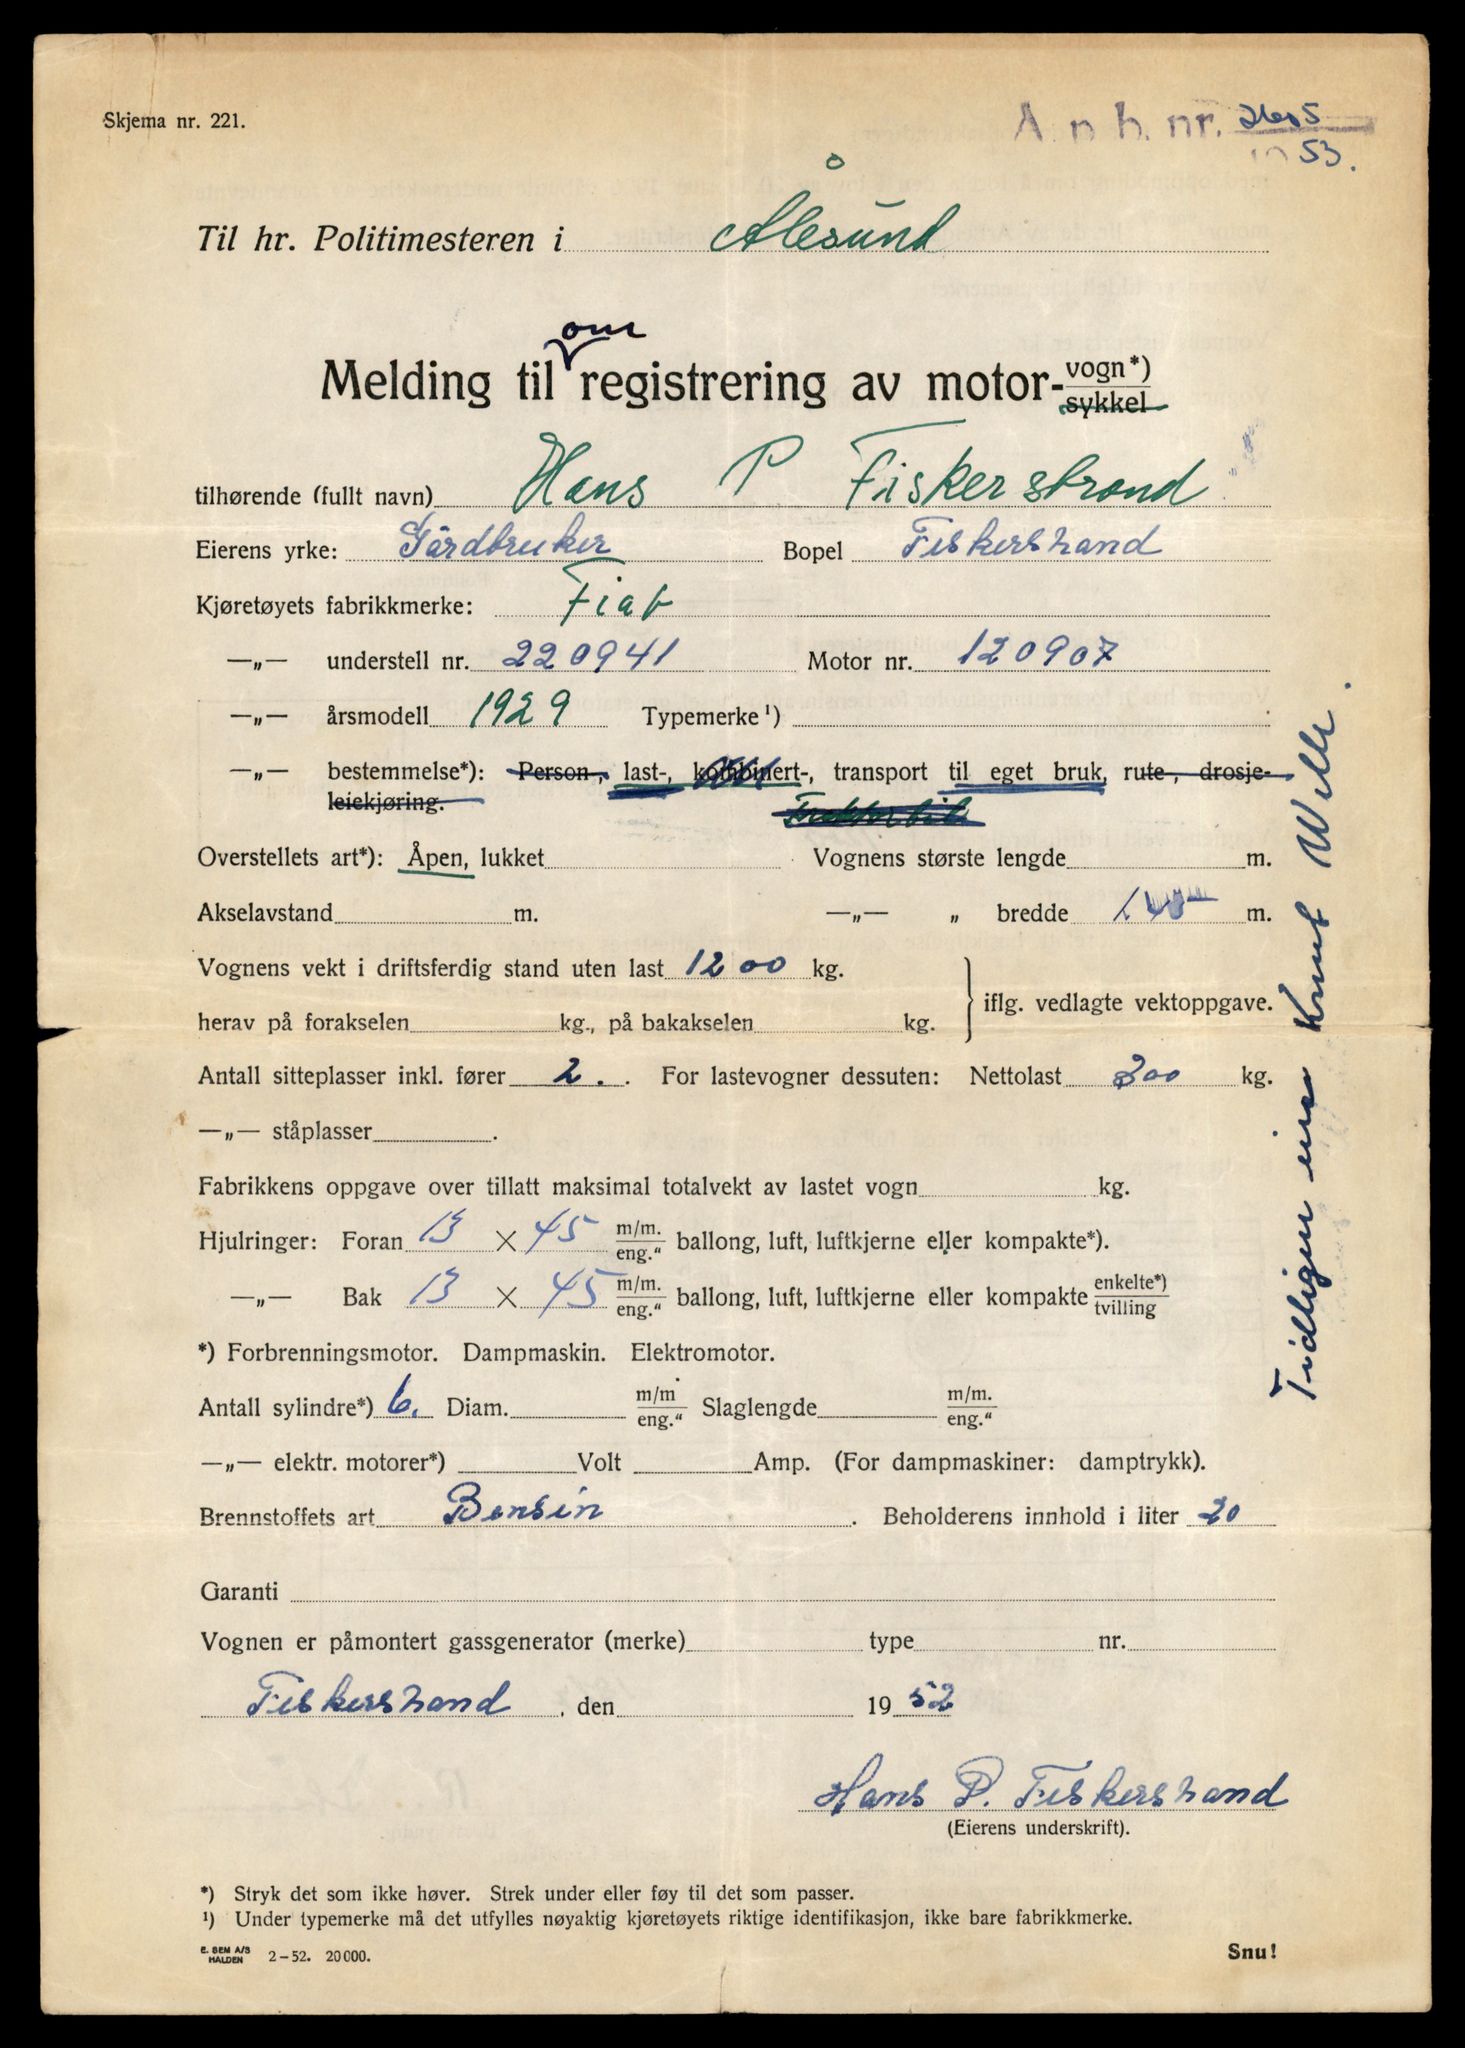 Skjema nr. 221.
A n h. nr.
53.
Til hr. Politimesteren i Ålesund
om
Melding til registrering av motor- vogn*)
sykkel
tilhørende (fullt navn) Hans P Fiskerstrand
Eierens yrke: Gårdbruker Bopel Fiskerstrand
Kjøretøyets fabrikkmerke: Fiat
—„— understell nr. 220941 Motor nr. 120907
—„— årsmodell 1929 Typemerke¹)
—„— bestemmelse*): Person-, last-, kombinert-, transport til eget bruk, rute-, drosje-
leiekjøring.
Overstellets art*): Åpen, lukket Vognens største lengde m.
Akselavstand m. —„— „ bredde m.
Vognens vekt i driftsferdig stand uten last 1200 kg.
herav på forakselen kg., på bakakselen kg. iflg. vedlagte vektoppgave.
Antall sitteplasser inkl. fører 2. . For lastevogner dessuten: Nettolast 300 kg.
—„— ståplasser .
Fabrikkens oppgave over tillatt maksimal totalvekt av lastet vogn kg.
Hjulringer: Foran 13 × 45 m/m. eng.“ ballong, luft, luftkjerne eller kompakte*).
—„— Bak 13 × 45 m/m. eng.“ ballong, luft, luftkjerne eller kompakte enkelte*) tvilling
*) Forbrenningsmotor. Dampmaskin. Elektromotor.
Antall sylindre*) 6. Diam. m/m eng.“ Slaglengde m/m. eng.“
—„— elektr. motorer*) Volt Amp. (For dampmaskiner: damptrykk).
Brennstoffets art Bensin . Beholderens innhold i liter 20
Garanti
Vognen er påmontert gassgenerator (merke) type nr.
Fiskerstrand , den 19 52
Hans P. Fiskerstrand
(Eierens underskrift).
*) Stryk det som ikke høver. Strek under eller føy til det som passer.
¹) Under typemerke må det utfylles nøyaktig kjøretøyets riktige identifikasjon, ikke bare fabrikkmerke.
E. SEM A/S
HALDEN 2—52. 20 000.
Snu!
Tidligere eier Knut Welle.